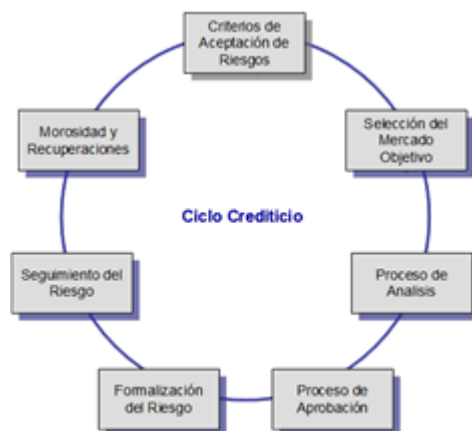 Criterios de
Aceptación de
Riesgos
Selección del
Mercado
Objetivo
Proceso de
Analisis
Proceso de
Aprobación
Formalización
del Riesgo
Seguimiento del
Riesgo
Morosidad y
Recuperaciones
Ciclo Crediticio